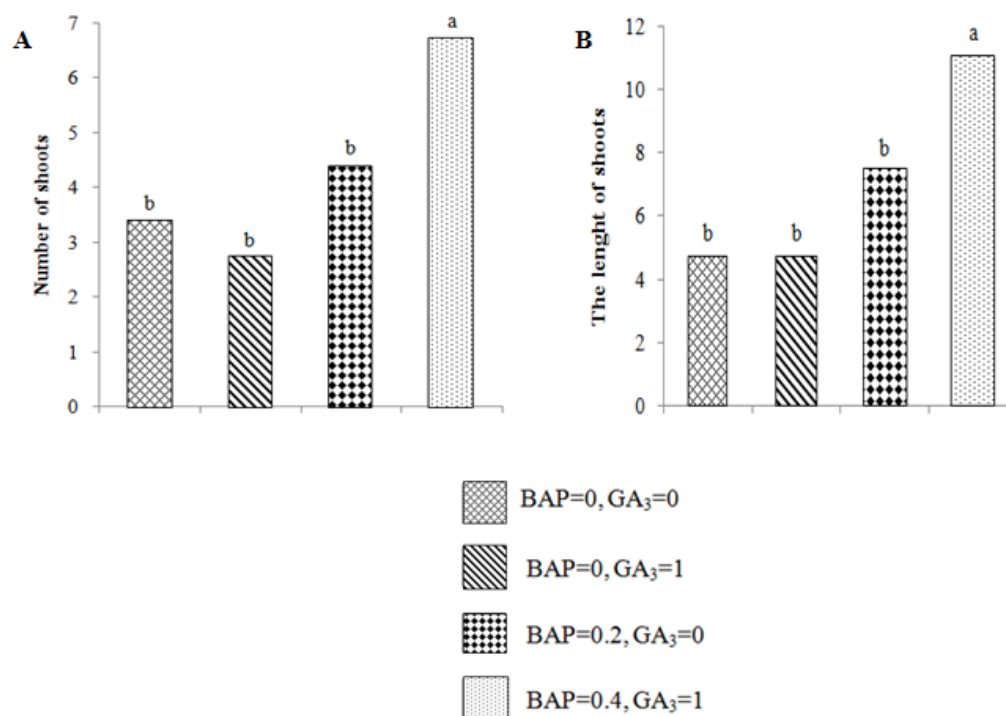 A
Number of shoots
7
6
5
4
3
2
1
0
b
b
b
a
B
The lenght of shoots
12
10
8
6
4
2
0
b
b
b
a
BAP=0, GA₃=0
BAP=0, GA₃=1
BAP=0.2, GA₃=0
BAP=0.4, GA₃=1